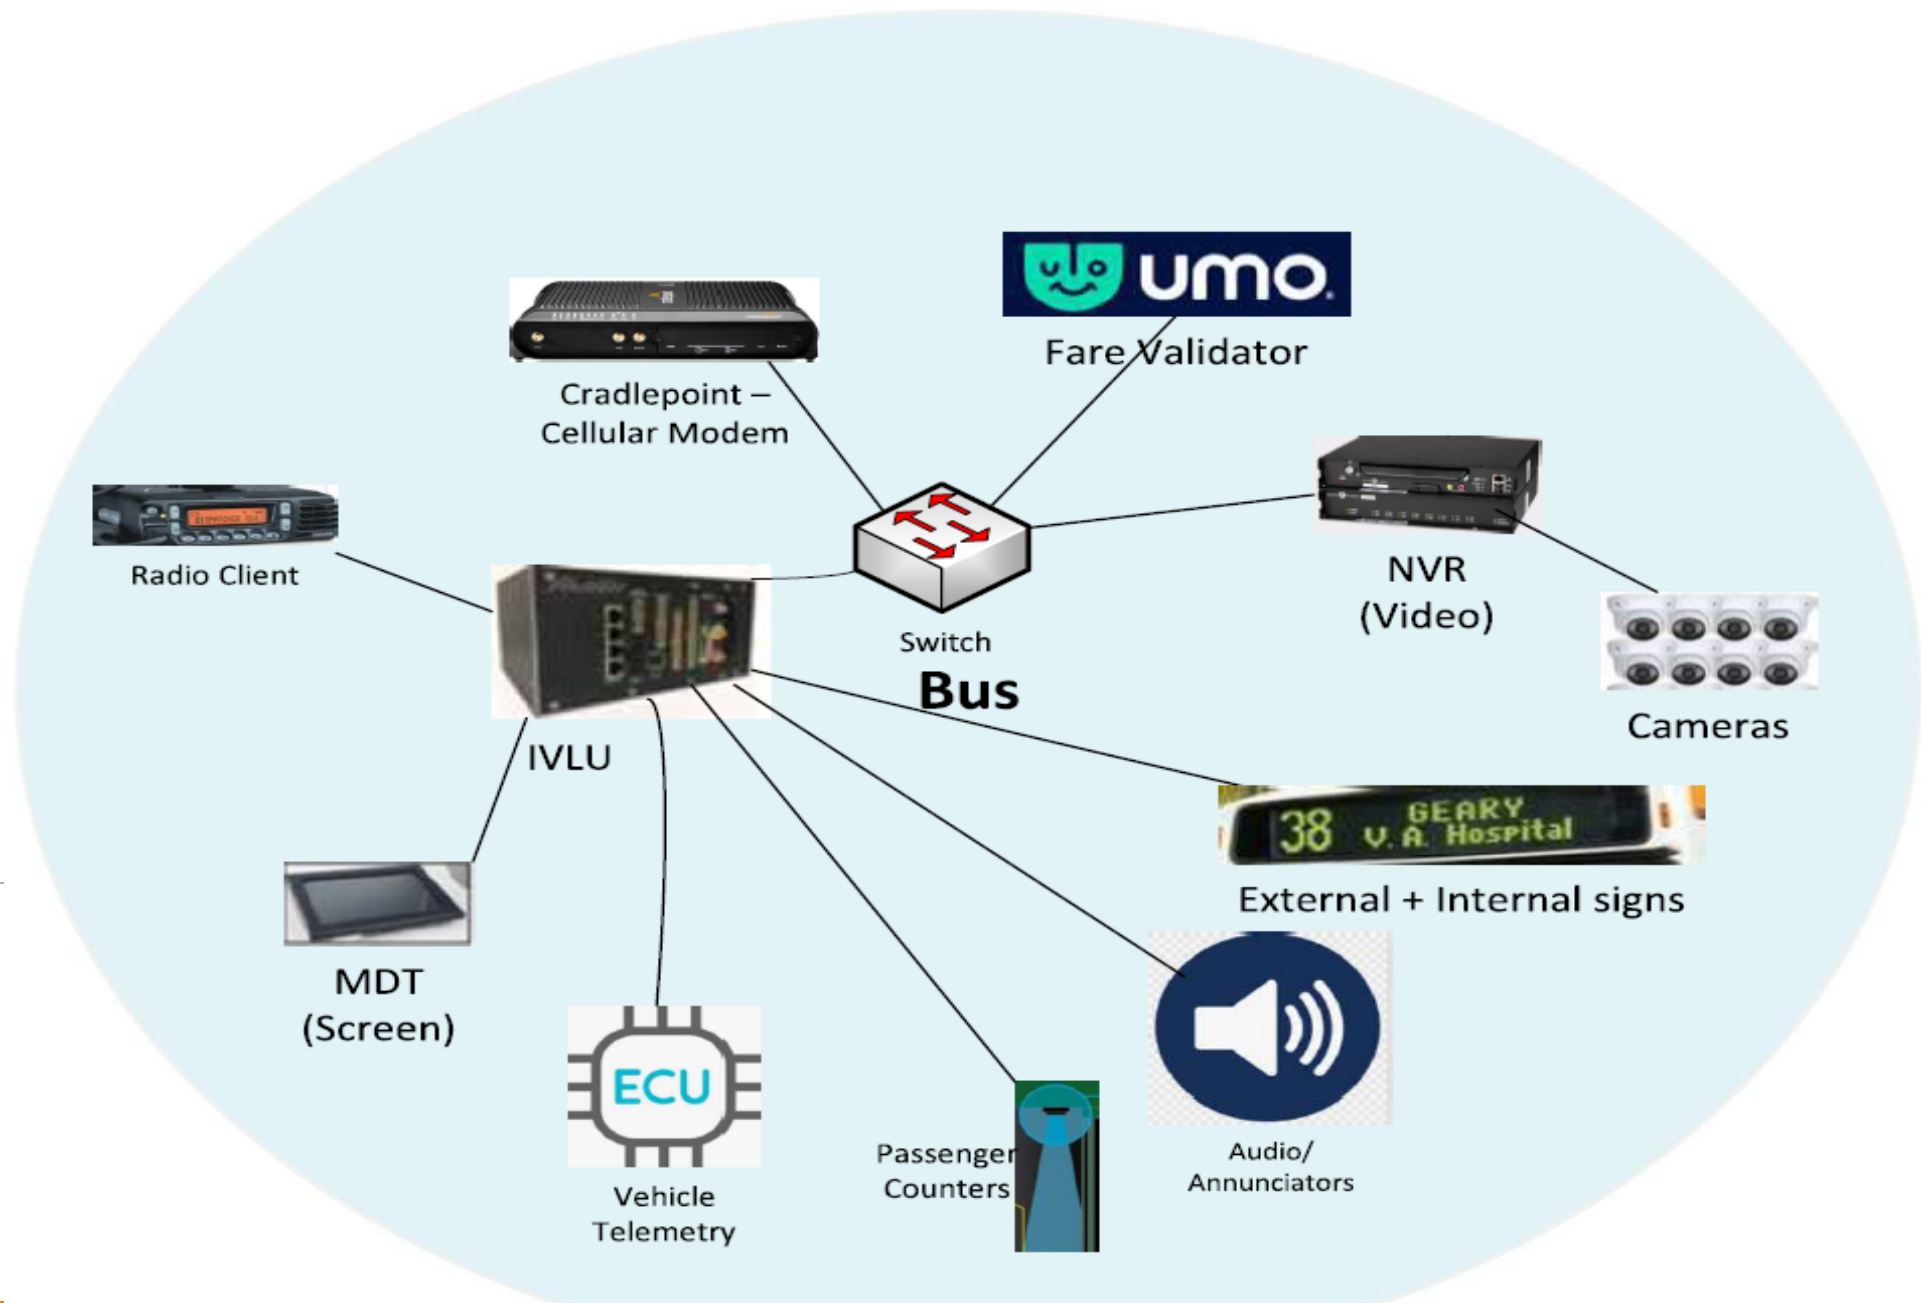 umo
Fare Validator
Cradlepoint –
Cellular Modem
Radio Client
NVR
(Video)
Switch
Bus
Cameras
IVLU
38 GEARY
V.A. Hospital
External + Internal signs
MDT
(Screen)
ECU
Vehicle
Telemetry
Passenger
Counters
Audio/
Annunciators